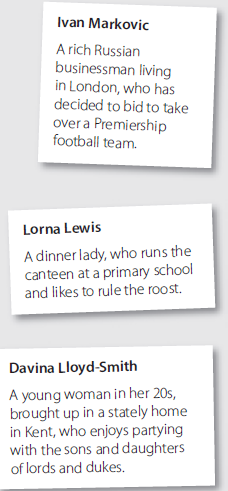 Ivan Markovic
A rich Russian
businessman living
in London, who has
decided to bid to take
over a Premiership
football team.
Lorna Lewis
A dinner lady, who runs the
canteen at a primary school
and likes to rule the roost.
Davina Lloyd-Smith
A young woman in her 20s,
brought up in a stately home
in Kent, who enjoys partying
with the sons and daughters
of lords and dukes.